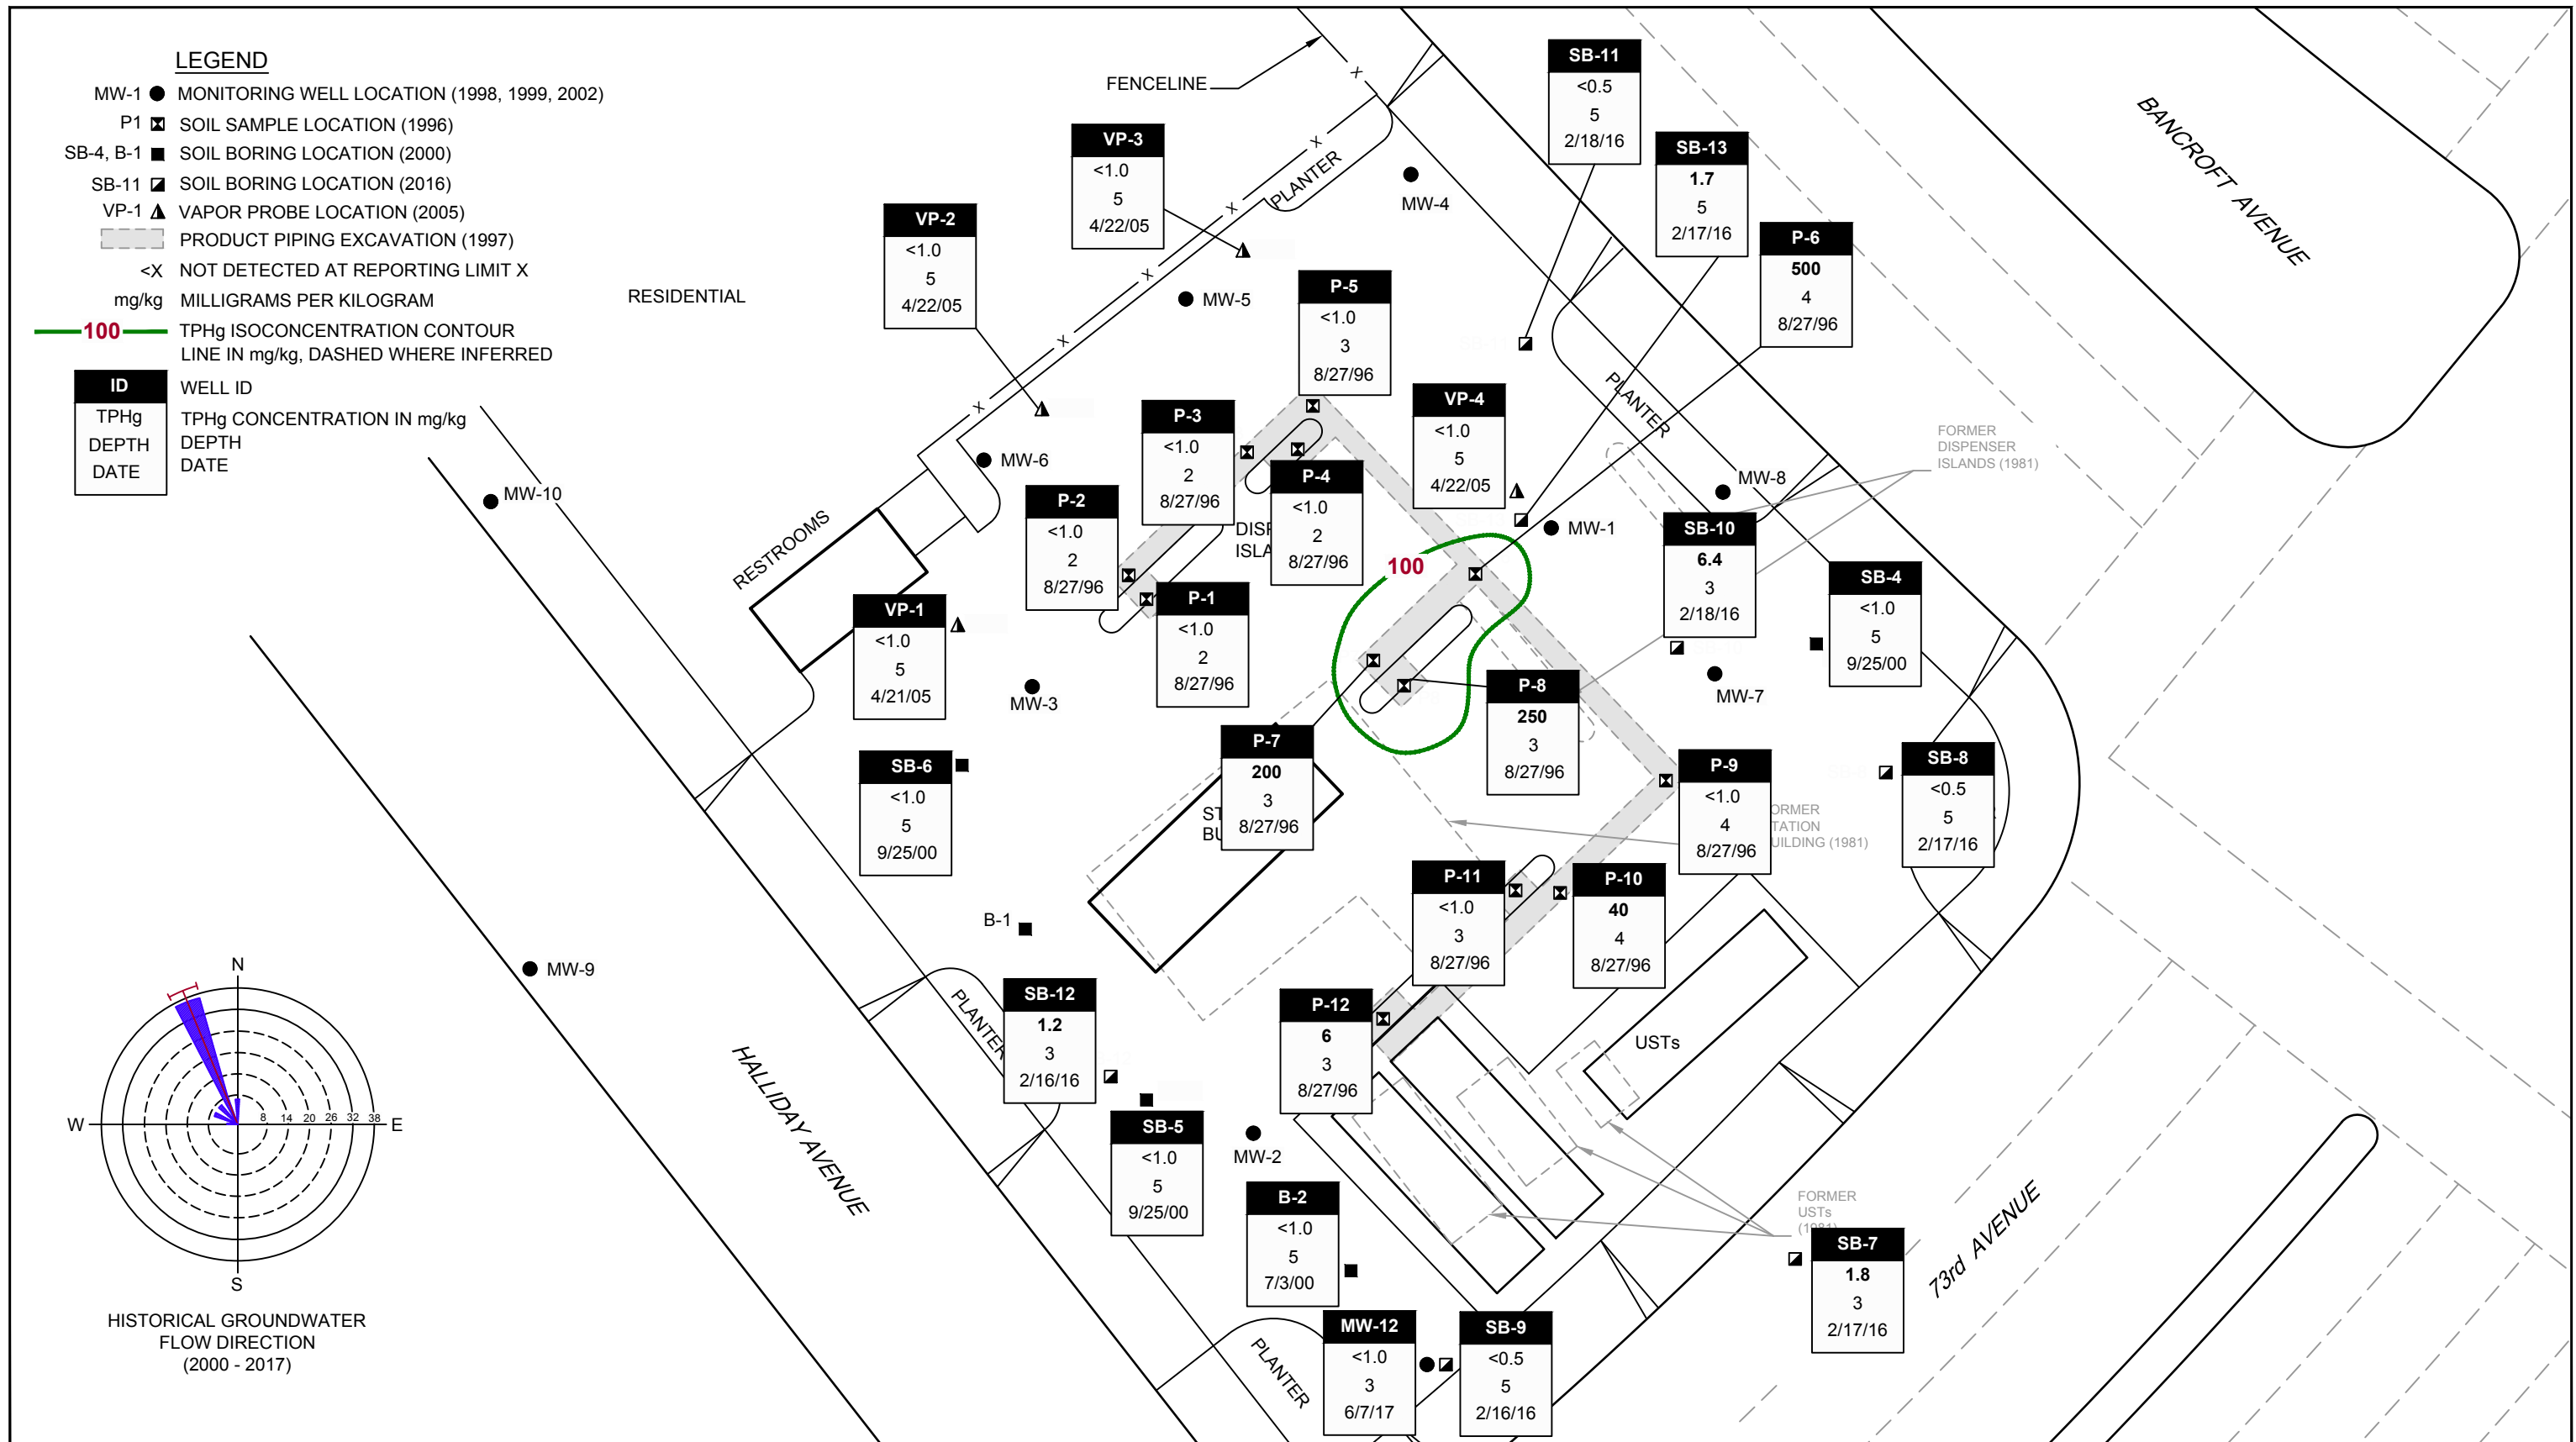 LEGEND
MW-1 MONITORING WELL LOCATION (1998, 1999, 2002)
P1 SOIL SAMPLE LOCATION (1996)
SB-4, B-1 SOIL BORING LOCATION (2000)
SB-11 SOIL BORING LOCATION (2016)
VP-1 VAPOR PROBE LOCATION (2005)
PRODUCT PIPING EXCAVATION (1997)
<X NOT DETECTED AT REPORTING LIMIT X
mg/kg MILLIGRAMS PER KILOGRAM
100 TPHg ISOCONCENTRATION CONTOUR
LINE IN mg/kg, DASHED WHERE INFERRED
ID WELL ID
TPHg TPHg CONCENTRATION IN mg/kg
DEPTH DEPTH
DATE DATE
RESIDENTIAL
FENCELINE
X
X
X
X
X
X
PLANTER
BANCROFT AVENUE
SB-11
<0.5
5
2/18/16
SB-13
1.7
5
2/17/16
P-6
500
4
8/27/96
VP-3
<1.0
5
4/22/05
VP-2
<1.0
5
4/22/05
MW-4
MW-5
P-5
<1.0
3
8/27/96
P-3
<1.0
2
8/27/96
VP-4
<1.0
5
4/22/05
PLANTER
FORMER
DISPENSER
ISLANDS (1981)
MW-6
MW-10
P-4
<1.0
2
8/27/96
P-2
<1.0
2
8/27/96
DISP
ISLA
MW-8
MW-1
RESTROOMS
100
SB-10
6.4
3
2/18/16
SB-4
<1.0
5
9/25/00
VP-1
<1.0
5
4/21/05
P-1
<1.0
2
8/27/96
MW-3
MW-7
P-8
250
3
8/27/96
P-7
200
3
8/27/96
ST
BU
SB-6
<1.0
5
9/25/00
P-9
<1.0
4
8/27/96
ORMER
TATION
UILDING (1981)
SB-8
<0.5
5
2/17/16
P-11
<1.0
3
8/27/96
P-10
40
4
8/27/96
B-1
MW-9
PLANTER
SB-12
1.2
3
2/16/16
P-12
6
3
8/27/96
USTs
HALLIDAY AVENUE
SB-5
<1.0
5
9/25/00
MW-2
B-2
<1.0
5
7/3/00
FORMER
USTs
(1981)
SB-7
1.8
3
2/17/16
73rd AVENUE
PLANTER
MW-12
<1.0
3
6/7/17
SB-9
<0.5
5
2/16/16
N
W 8 14 20 26 32 38 E
S
HISTORICAL GROUNDWATER
FLOW DIRECTION
(2000 - 2017)